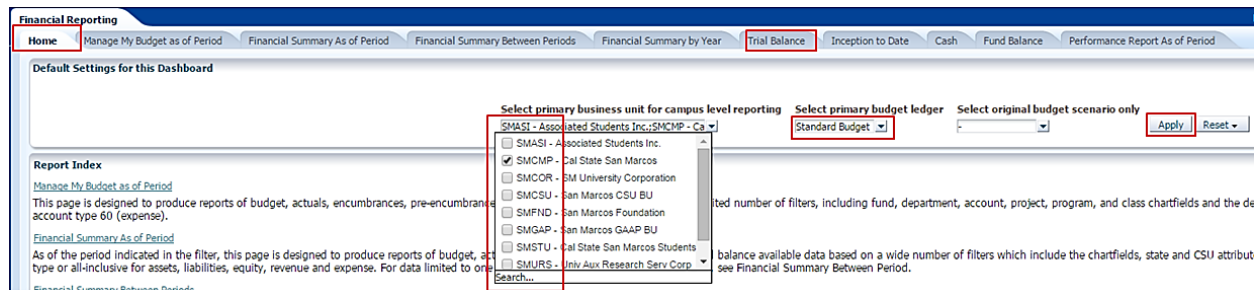 Financial Reporting
Home Manage My Budget as of Period Financial Summary As of Period Financial Summary Between Periods Financial Summary by Year Trial Balance Inception to Date Cash Fund Balance Performance Report As of Period
Default Settings for this Dashboard
Select primary business unit for campus level reporting Select primary budget ledger Select original budget scenario only
SMASI - Associated Students Inc.;SMCMP - Ca Standard Budget - Apply Reset
SMASI - Associated Students Inc.
SMCMP - Cal State San Marcos
SMCOR - SM University Corporation
SMCSU - San Marcos CSU BU
SMFND - San Marcos Foundation
SMGAP - San Marcos GAAP BU
SMSTU - Cal State San Marcos Students
SMURS - Univ Aux Research Serv Corp
Search...
Report Index
Manage My Budget as of Period
This page is designed to produce reports of budget, actuals, encumbrances, pre-encumbrance ited number of filters, including fund, department, account, project, program, and class chartfields and the de
account type 60 (expense).
Financial Summary As of Period
As of the period indicated in the filter, this page is designed to produce reports of budget, act balance available data based on a wide number of filters which include the chartfields, state and CSU attribut
type or all-inclusive for assets, liabilities, equity, revenue and expense. For data limited to one see Financial Summary Between Period.
Financial Summary Between Periods